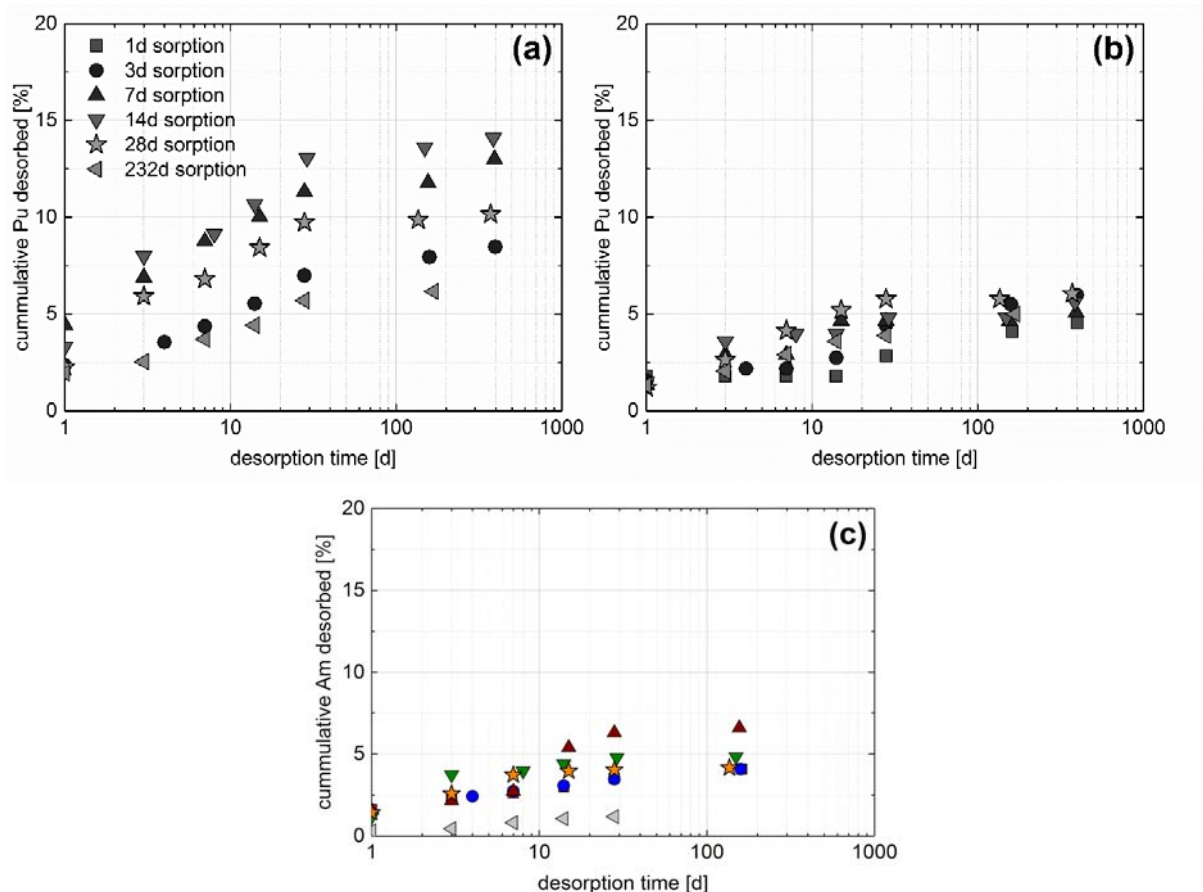 (a)
1d sorption
3d sorption
7d sorption
14d sorption
28d sorption
232d sorption
cummulative Pu desorbed [%]
20
15
10
5
0
1 10 100 1000
desorption time [d]
(b)
cummulative Pu desorbed [%]
20
15
10
5
0
1 10 100 1000
desorption time [d]
(c)
cummulative Am desorbed [%]
20
15
10
5
0
1 10 100 1000
desorption time [d]